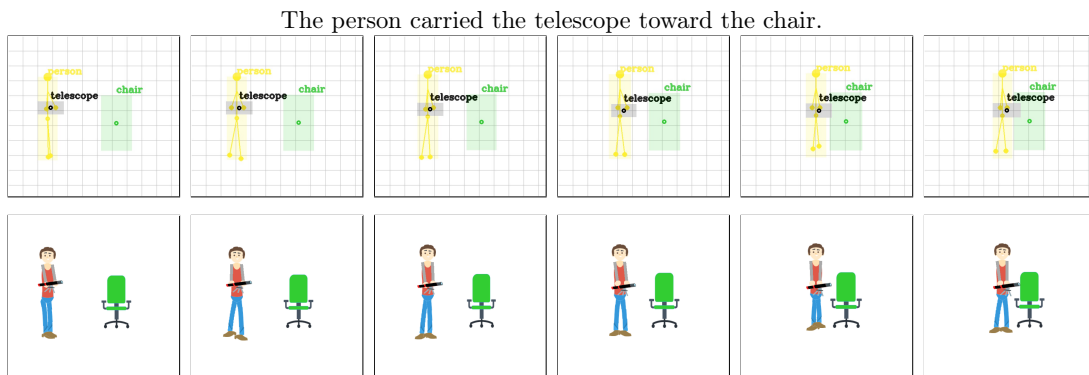 The person carried the telescope toward the chair.
person person person person person person
chair chair chair chair chair chair
telescope telescope telescope telescope telescope telescope